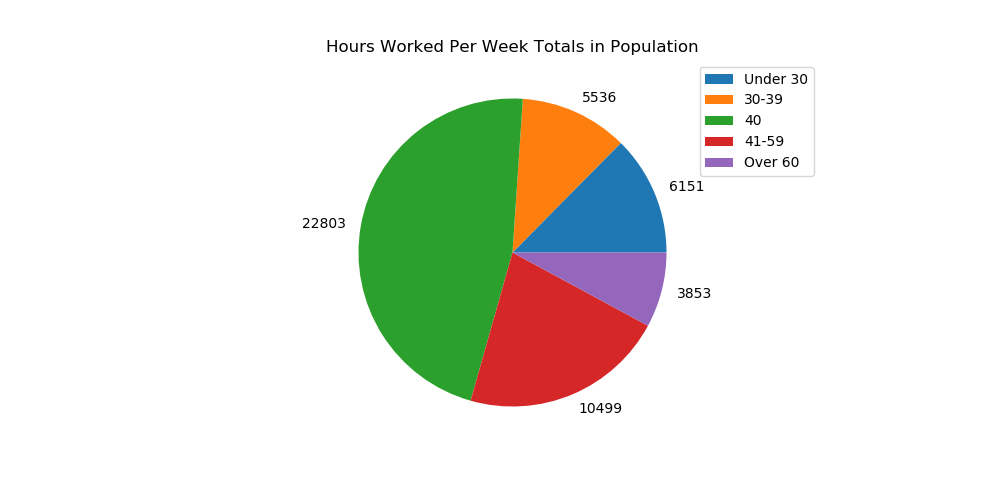 Hours Worked Per Week Totals in Population
Under 30
30-39
40
41-59
Over 60
5536
6151
22803
3853
10499